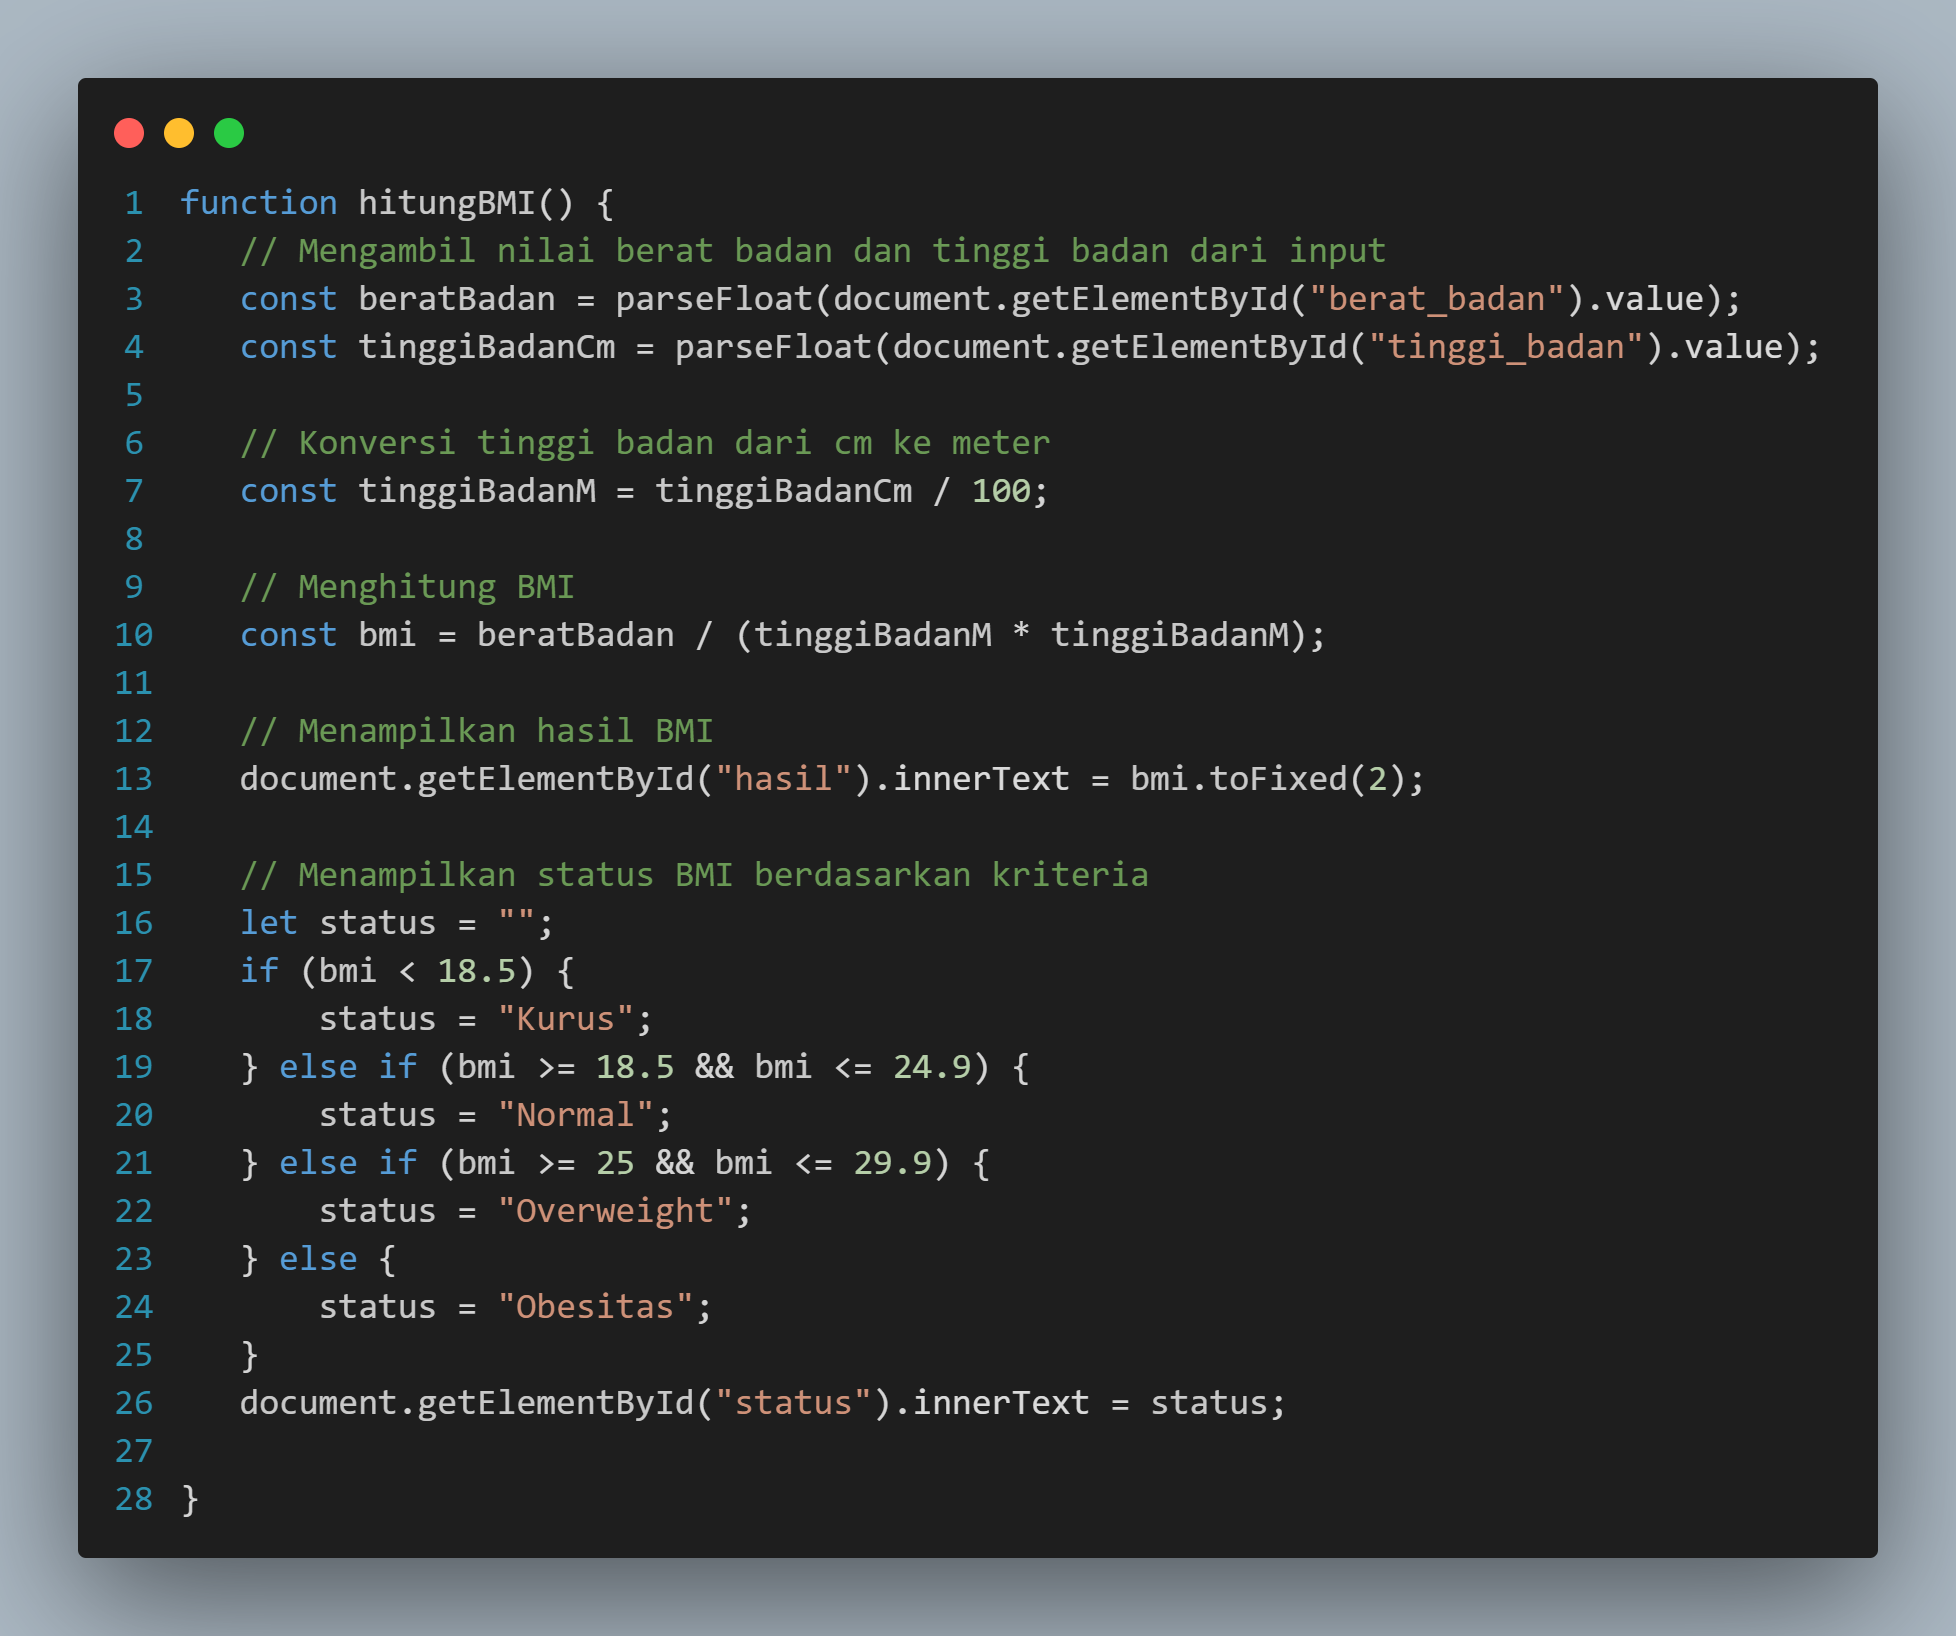 1 function hitungBMI() {
2    // Mengambil nilai berat badan dan tinggi badan dari input
3    const beratBadan = parseFloat(document.getElementById("berat_badan").value);
4    const tinggiBadanCm = parseFloat(document.getElementById("tinggi_badan").value);
5
6    // Konversi tinggi badan dari cm ke meter
7    const tinggiBadanM = tinggiBadanCm / 100;
8
9    // Menghitung BMI
10    const bmi = beratBadan / (tinggiBadanM * tinggiBadanM);
11
12    // Menampilkan hasil BMI
13    document.getElementById("hasil").innerText = bmi.toFixed(2);
14
15    // Menampilkan status BMI berdasarkan kriteria
16    let status = "";
17    if (bmi < 18.5) {
18        status = "Kurus";
19    } else if (bmi >= 18.5 && bmi <= 24.9) {
20        status = "Normal";
21    } else if (bmi >= 25 && bmi <= 29.9) {
22        status = "Overweight";
23    } else {
24        status = "Obesitas";
25    }
26    document.getElementById("status").innerText = status;
27
28 }